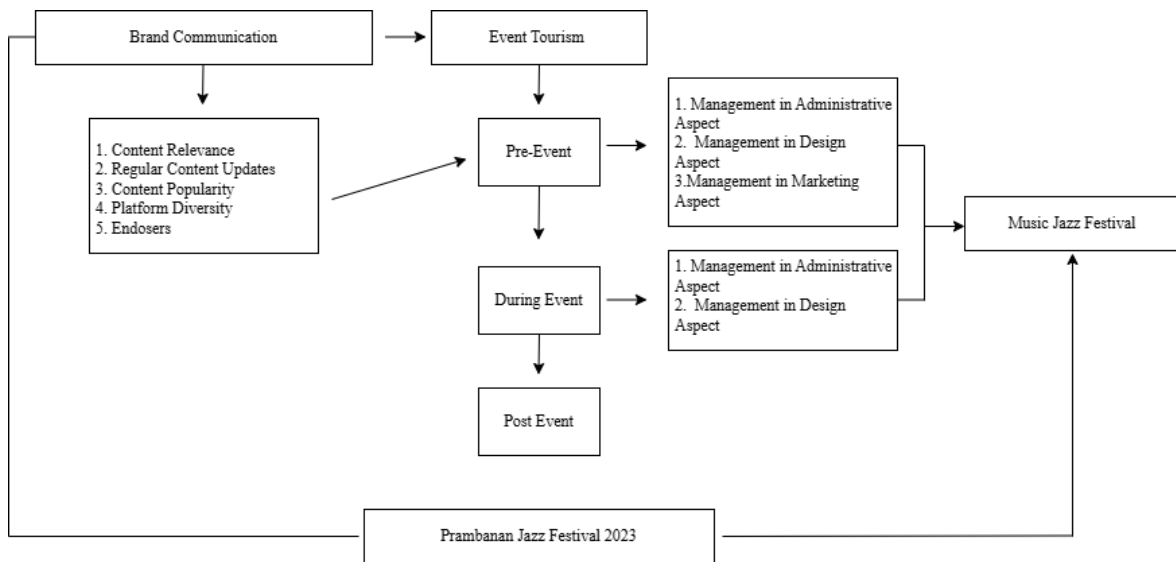 Brand Communication
Event Tourism
1. Content Relevance
2. Regular Content Updates
3. Content Popularity
4. Platform Diversity
5. Endosers
Pre-Event
1. Management in Administrative
Aspect
2. Management in Design
Aspect
3.Management in Marketing
Aspect
Music Jazz Festival
During Event
1. Management in Administrative
Aspect
2. Management in Design
Aspect
Post Event
Prambanan Jazz Festival 2023